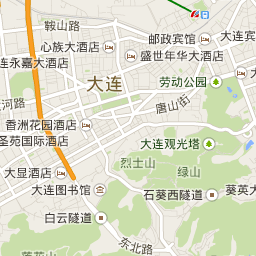 鞍山路
心族大酒店
邮政宾馆
大连宾
连永嘉大酒店
盛世年华大酒店
大连
劳动公园
河路
唐山街
香洲花园酒店
圣苑国际酒店
大连观光塔
烈士山
大显酒店
大连图书馆
石葵西隧道
葵英大
白云隧道
东北路
莲花山